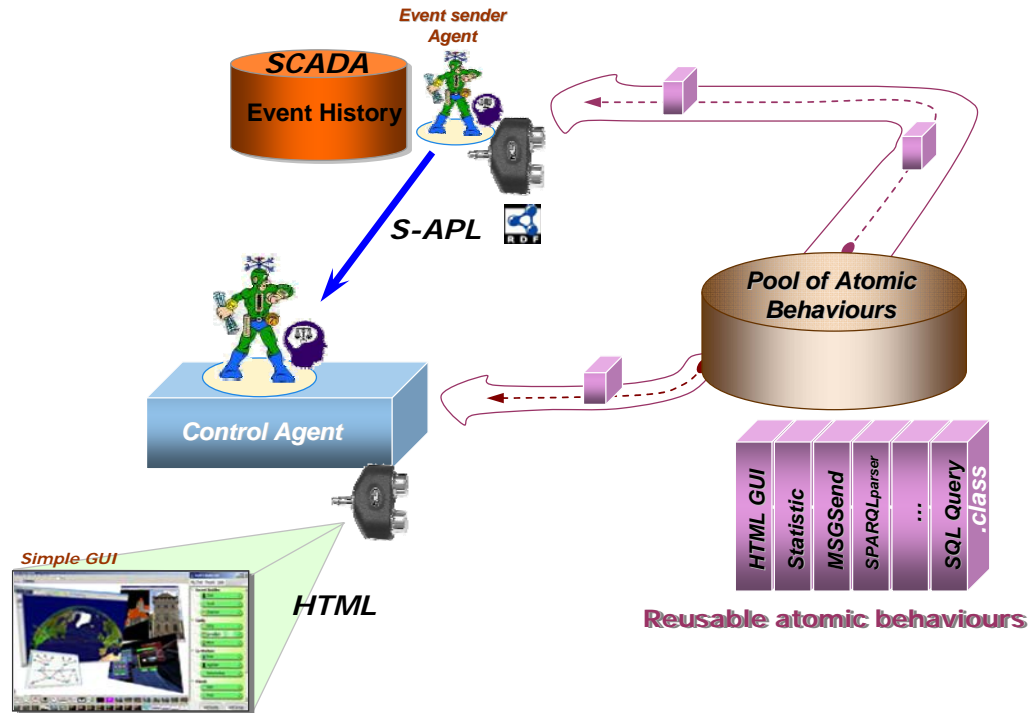 Event sender
Agent
SCADA
Event History
S-APL
RDF
Pool of Atomic
Behaviours
Control Agent
HTML GUI
Statistic
MSGSend
SPARQLparser
...
SQL Query
.class
Simple GUI
HTML
Reusable atomic behaviours